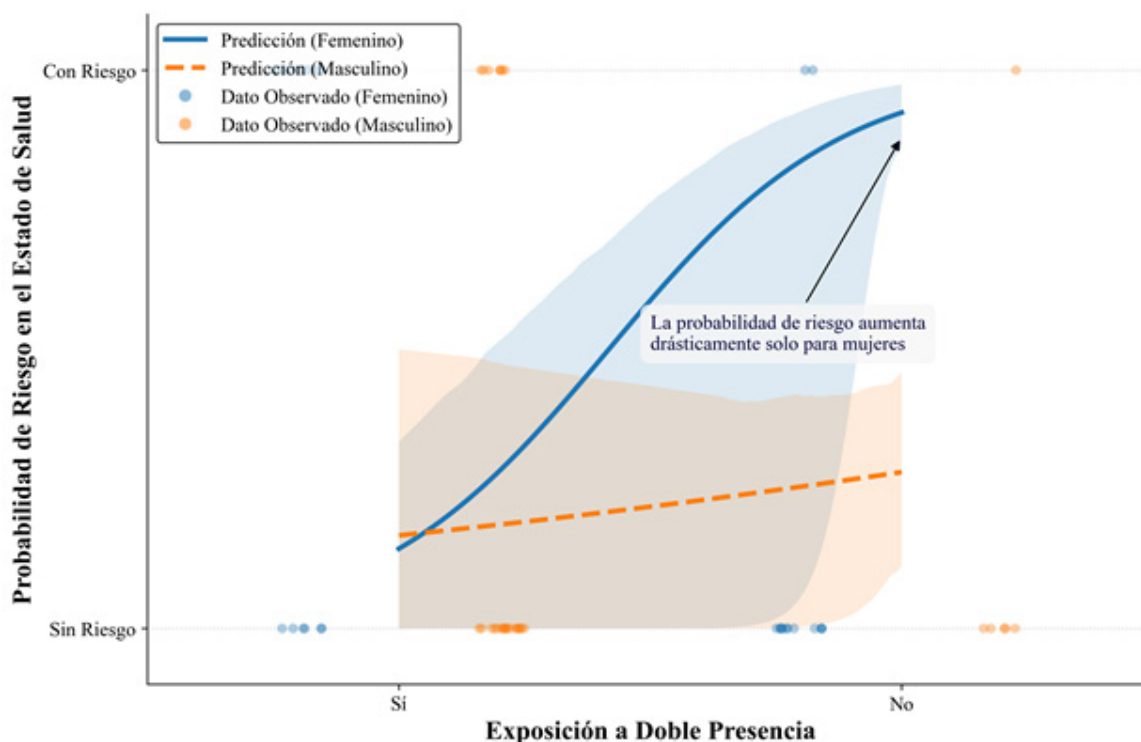 Predicción (Femenino)
Predicción (Masculino)
Dato Observado (Femenino)
Dato Observado (Masculino)
Con Riesgo
Probabilidad de Riesgo en el Estado de Salud
La probabilidad de riesgo aumenta
drásticamente solo para mujeres
Sin Riesgo
Sí
No
Exposición a Doble Presencia